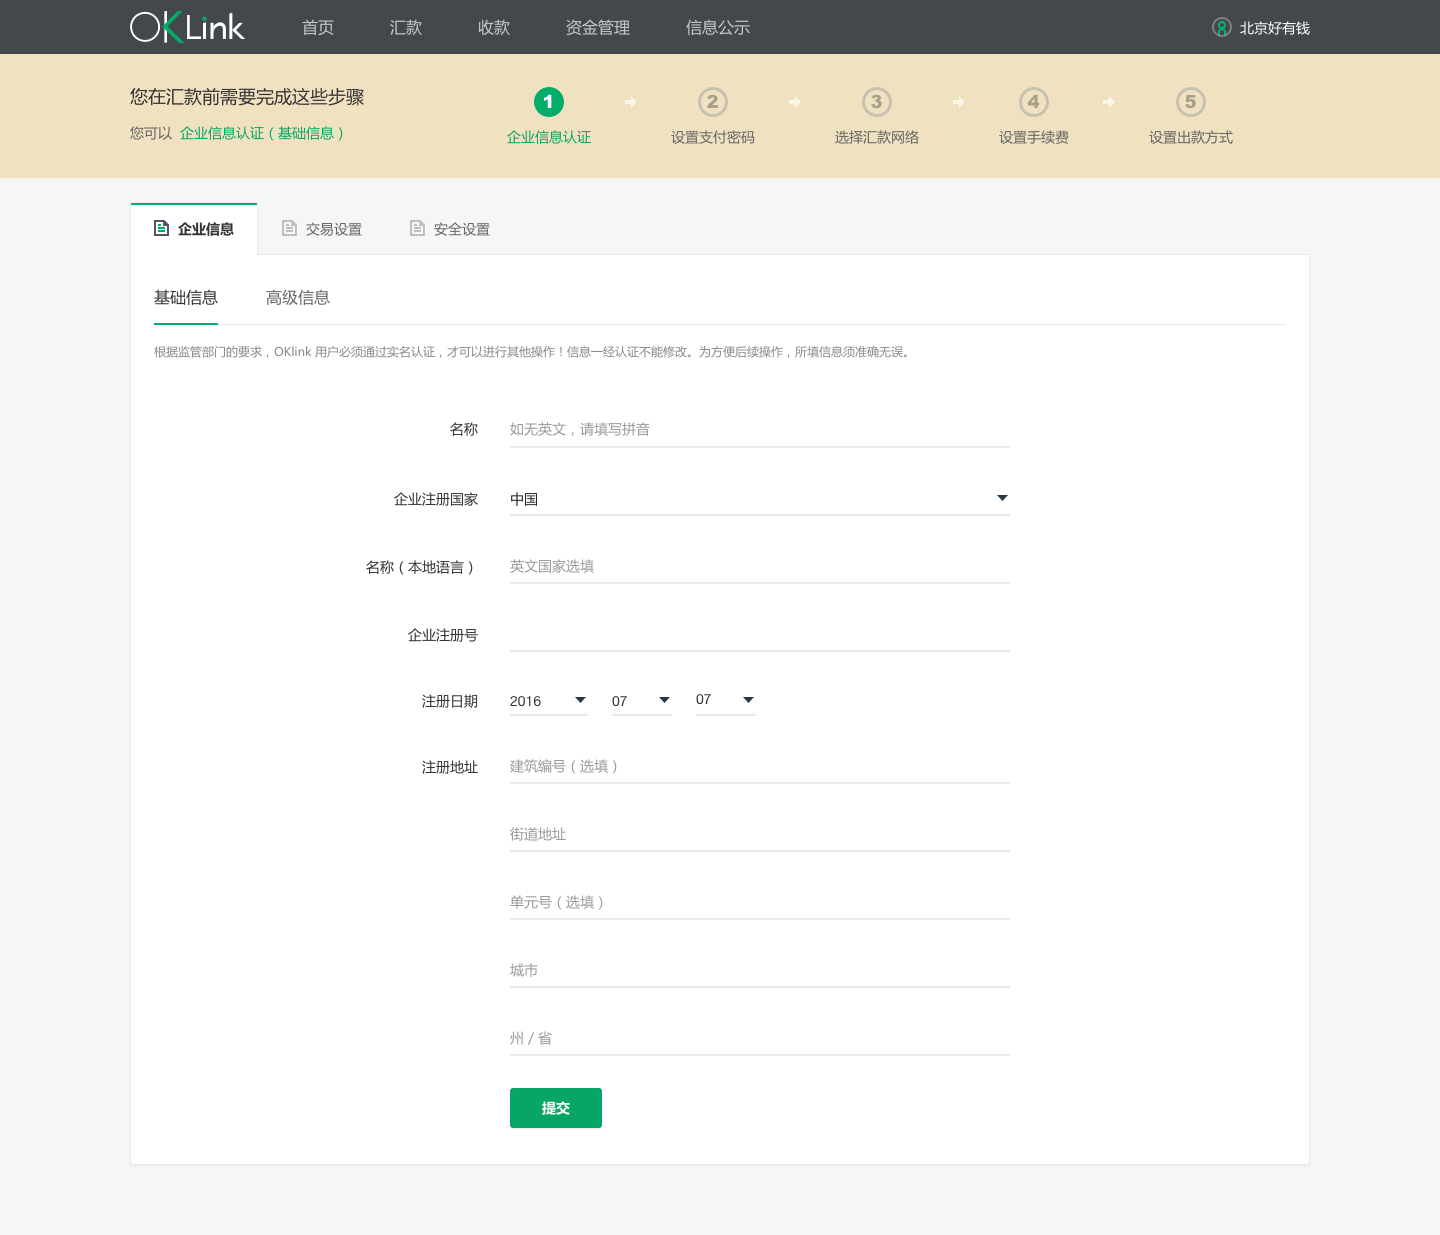 OKLink 首页 汇款 收款 资金管理 信息公示 北京好有钱
您在汇款前需要完成这些步骤
您可以 企业信息认证 ( 基础信息 )
1 2 3 4 5
企业信息认证 设置支付密码 选择汇款网络 设置手续费 设置出款方式
企业信息 交易设置 安全设置
基础信息 高级信息
根据监管部门的要求，OKlink 用户必须通过实名认证，才可以进行其他操作！信息一经认证不能修改。为方便后续操作，所填信息须准确无误。
名称 如无英文，请填写拼音
企业注册国家 中国
名称 ( 本地语言 ) 英文国家选填
企业注册号
注册日期 2016 07 07
注册地址 建筑编号 ( 选填 )
街道地址
单元号 ( 选填 )
城市
州 / 省
提交